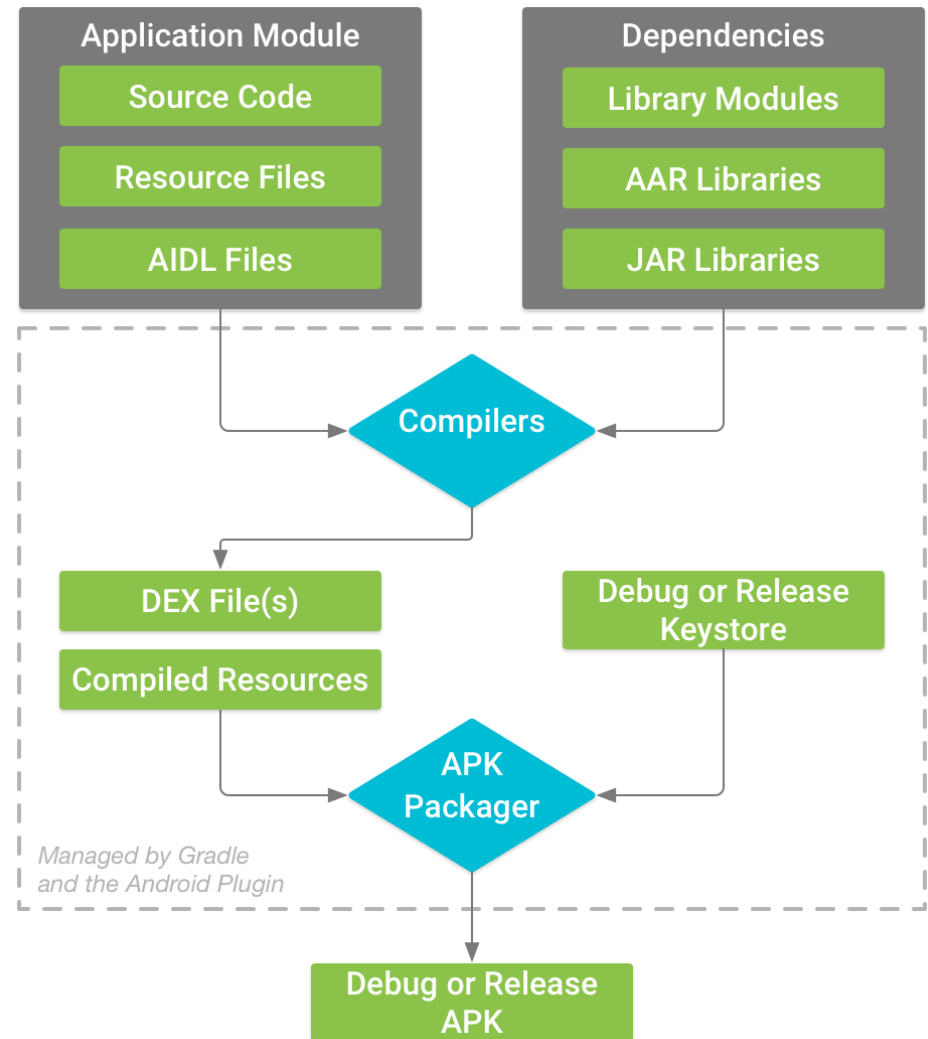 Application Module
Source Code
Resource Files
AIDL Files
Dependencies
Library Modules
AAR Libraries
JAR Libraries
Compilers
DEX File(s)
Compiled Resources
Debug or Release
Keystore
APK
Packager
Managed by Gradle
and the Android Plugin
Debug or Release
APK